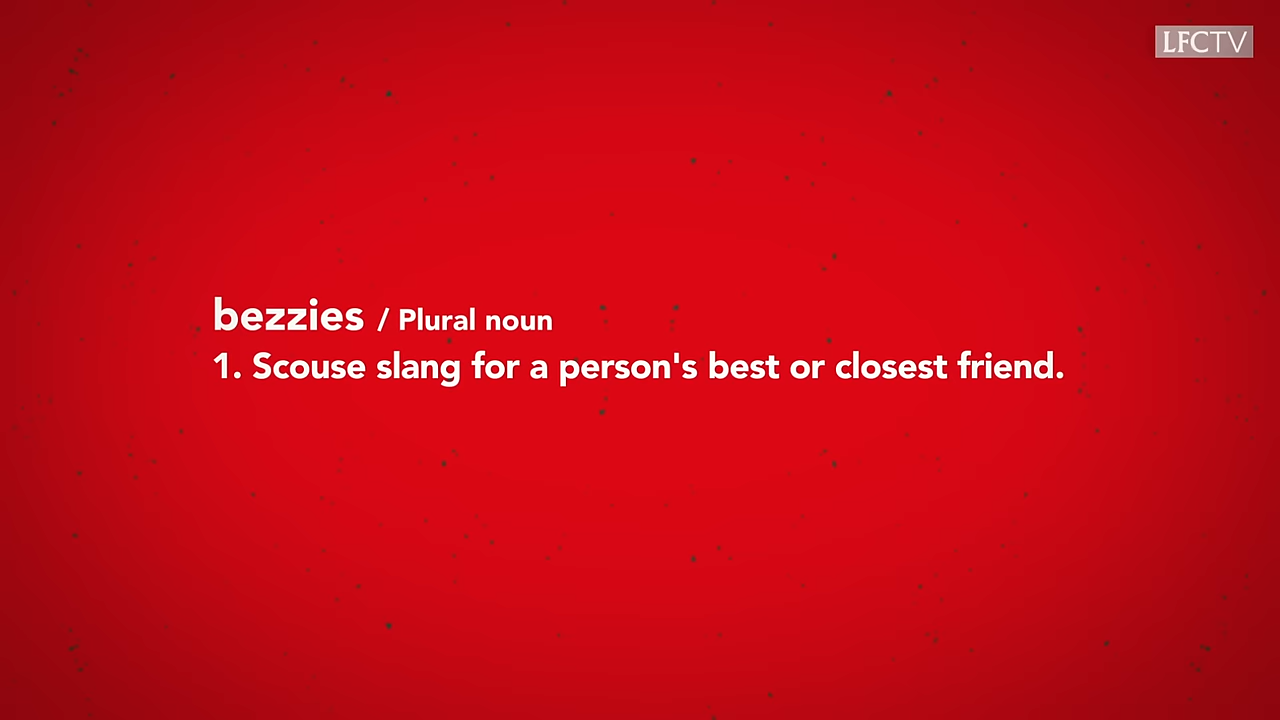 LFCTV
bezzies / Plural noun
1. Scouse slang for a person's best or closest friend.